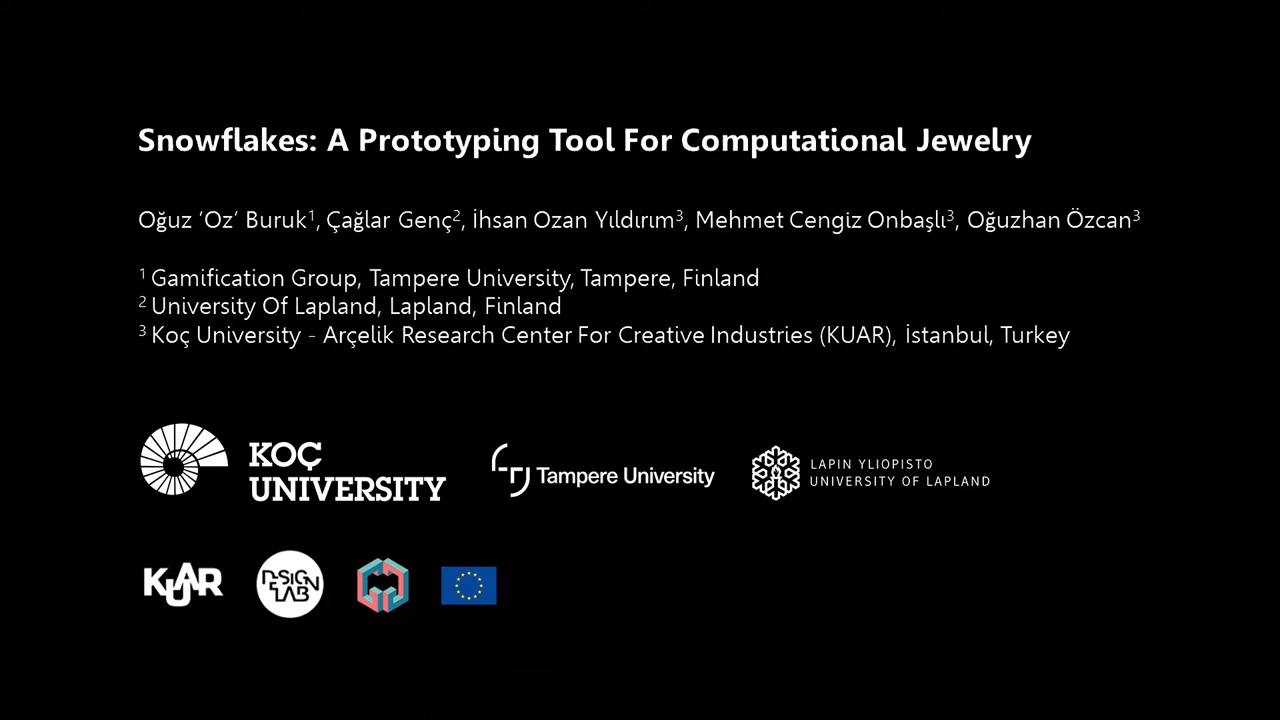 Snowflakes: A Prototyping Tool For Computational Jewelry
Oğuz ‘Oz’ Buruk¹, Çağlar Genç², İhsan Ozan Yıldırım³, Mehmet Cengiz Onbaşlı³, Oğuzhan Özcan³
¹ Gamification Group, Tampere University, Tampere, Finland
² University Of Lapland, Lapland, Finland
³ Koç University - Arçelik Research Center For Creative Industries (KUAR), İstanbul, Turkey
KOÇ
UNIVERSITY
Tampere University
LAPIN YLIOPISTO
UNIVERSITY OF LAPLAND
KUAR
DESIGN
LAB